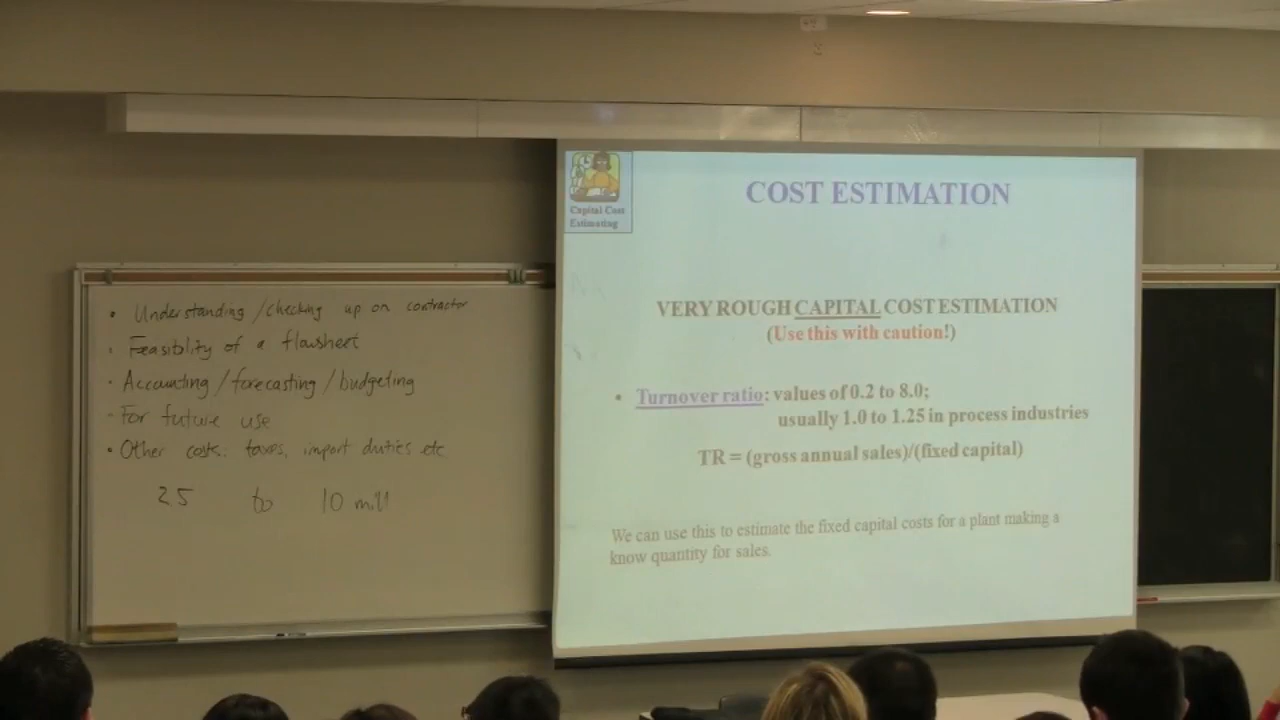 • Understanding/checking up on contractor
• Feasibility of a flowsheet
• Accounting/forecasting/budgeting
• For future use
• Other costs: taxes, import duties etc
25 to 10 mill
Capital Cost
Estimating
COST ESTIMATION
VERY ROUGH CAPITAL COST ESTIMATION
(Use this with caution!)
• Turnover ratio: values of 0.2 to 8.0;
usually 1.0 to 1.25 in process industries
TR = (gross annual sales)/(fixed capital)
We can use this to estimate the fixed capital costs for a plant making a
know quantity for sales.